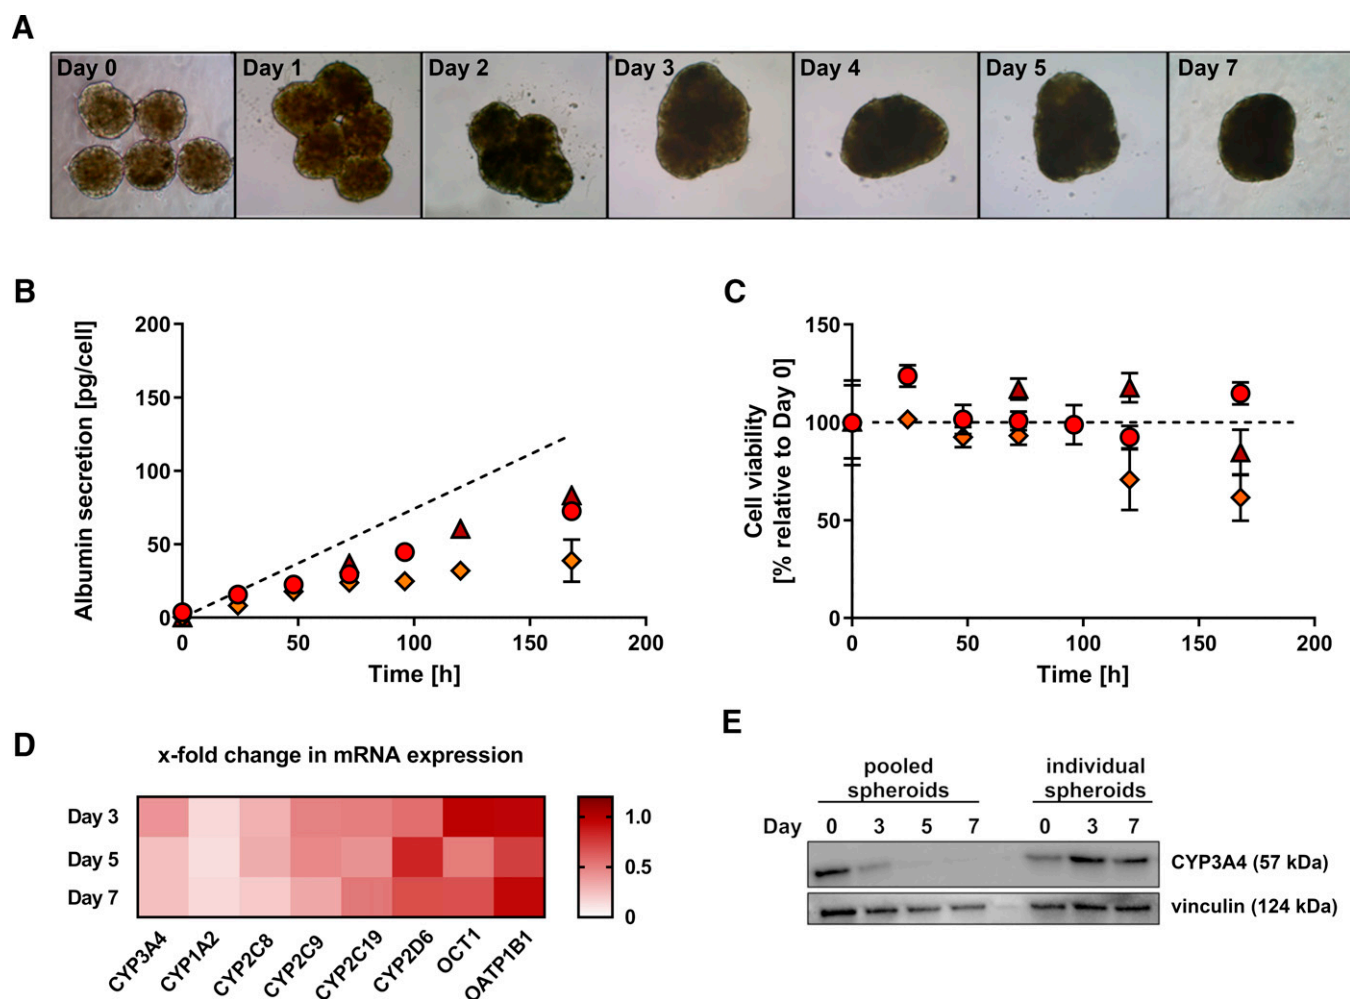 A
Day 0 Day 1 Day 2 Day 3 Day 4 Day 5 Day 7
B
Albumin secretion [pg/cell]
200
150
100
50
0
0 50 100 150 200
Time [h]
C
Cell viability
[% relative to Day 0]
150
100
50
0
0 50 100 150 200
Time [h]
D
x-fold change in mRNA expression
Day 3
Day 5
Day 7
1.0
0.5
0
CYP3A4 CYP1A2 CYP2C8 CYP2C9 CYP2C19 CYP2D6 OCT1 OATP1B1
E
pooled
spheroids
individual
spheroids
Day 0 3 5 7 0 3 7
CYP3A4 (57 kDa)
vinculin (124 kDa)